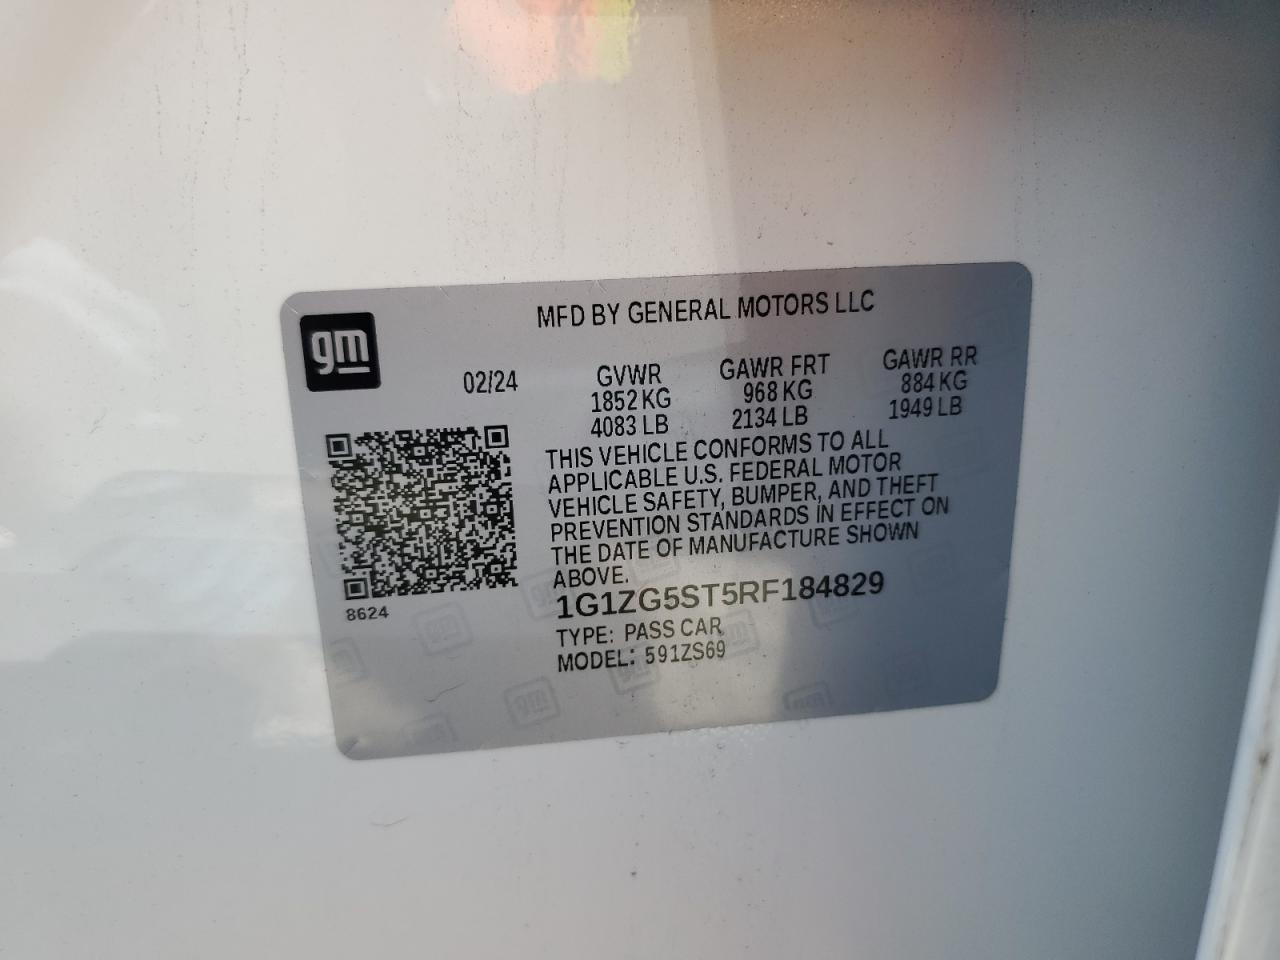 gm
MFD BY GENERAL MOTORS LLC
02/24
GVWR
1852 KG
4083 LB
GAWR FRT
968 KG
2134 LB
GAWR RR
884 KG
1949 LB
THIS VEHICLE CONFORMS TO ALL
APPLICABLE U.S. FEDERAL MOTOR
VEHICLE SAFETY, BUMPER, AND THEFT
PREVENTION STANDARDS IN EFFECT ON
THE DATE OF MANUFACTURE SHOWN
ABOVE.
8624
1G1ZG5ST5RF184829
TYPE: PASS CAR
MODEL: 591ZS69